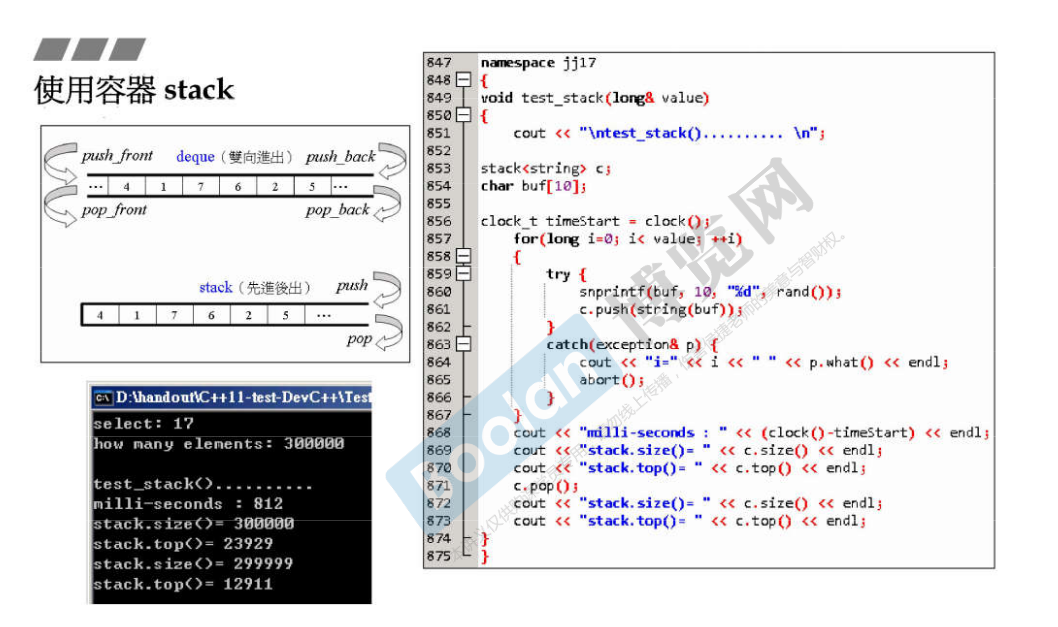 使用容器 stack
push_front deque（雙向進出） push_back
... 4 1 7 6 2 5 ...
pop_front pop_back
stack（先進後出） push
4 1 7 6 2 5 ...
pop
D:\handout\C++11-test-DevC++\Test
select: 17
how many elements: 300000
test_stack()..........
milli-seconds : 812
stack.size()= 300000
stack.top()= 23929
stack.size()= 299999
stack.top()= 12911
847 namespace jj17
848 {
849 void test_stack(long& value)
850 {
851 cout << "\ntest_stack().......... \n";
852
853 stack<string> c;
854 char buf[10];
855
856 clock_t timeStart = clock();
857 for(long i=0; i< value; ++i)
858 {
859 try {
860 snprintf(buf, 10, "%d", rand());
861 c.push(string(buf));
862 }
863 catch(exception& p) {
864 cout << "i=" << i << " " << p.what() << endl;
865 abort();
866 }
867 }
868 cout << "milli-seconds : " << (clock()-timeStart) << endl;
869 cout << "stack.size()= " << c.size() << endl;
870 cout << "stack.top()= " << c.top() << endl;
871 c.pop();
872 cout << "stack.size()= " << c.size() << endl;
873 cout << "stack.top()= " << c.top() << endl;
874 }
875 }
Boolan 博览网